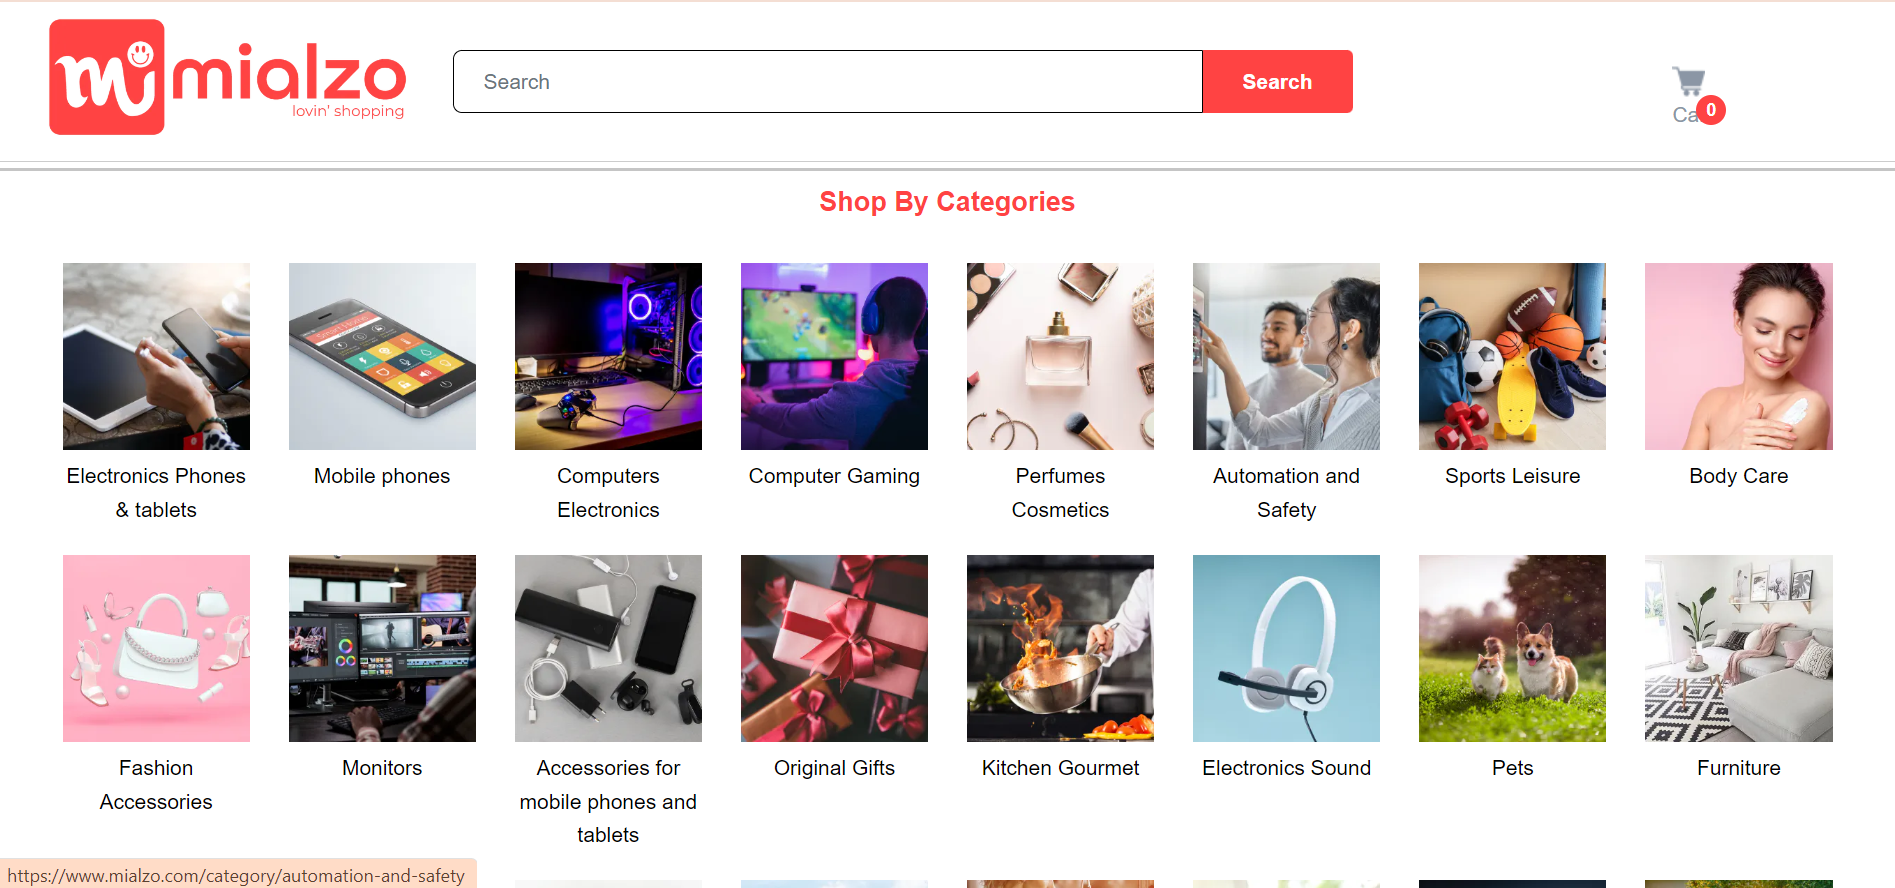 mi mialzo
lovin' shopping
Search
Search
Ca
0
Shop By Categories
Electronics Phones
& tablets
Mobile phones
Computers
Electronics
Computer Gaming
Perfumes
Cosmetics
Automation and
Safety
Sports Leisure
Body Care
Fashion
Accessories
Monitors
Accessories for
mobile phones and
tablets
Original Gifts
Kitchen Gourmet
Electronics Sound
Pets
Furniture
https://www.mialzo.com/category/automation-and-safety